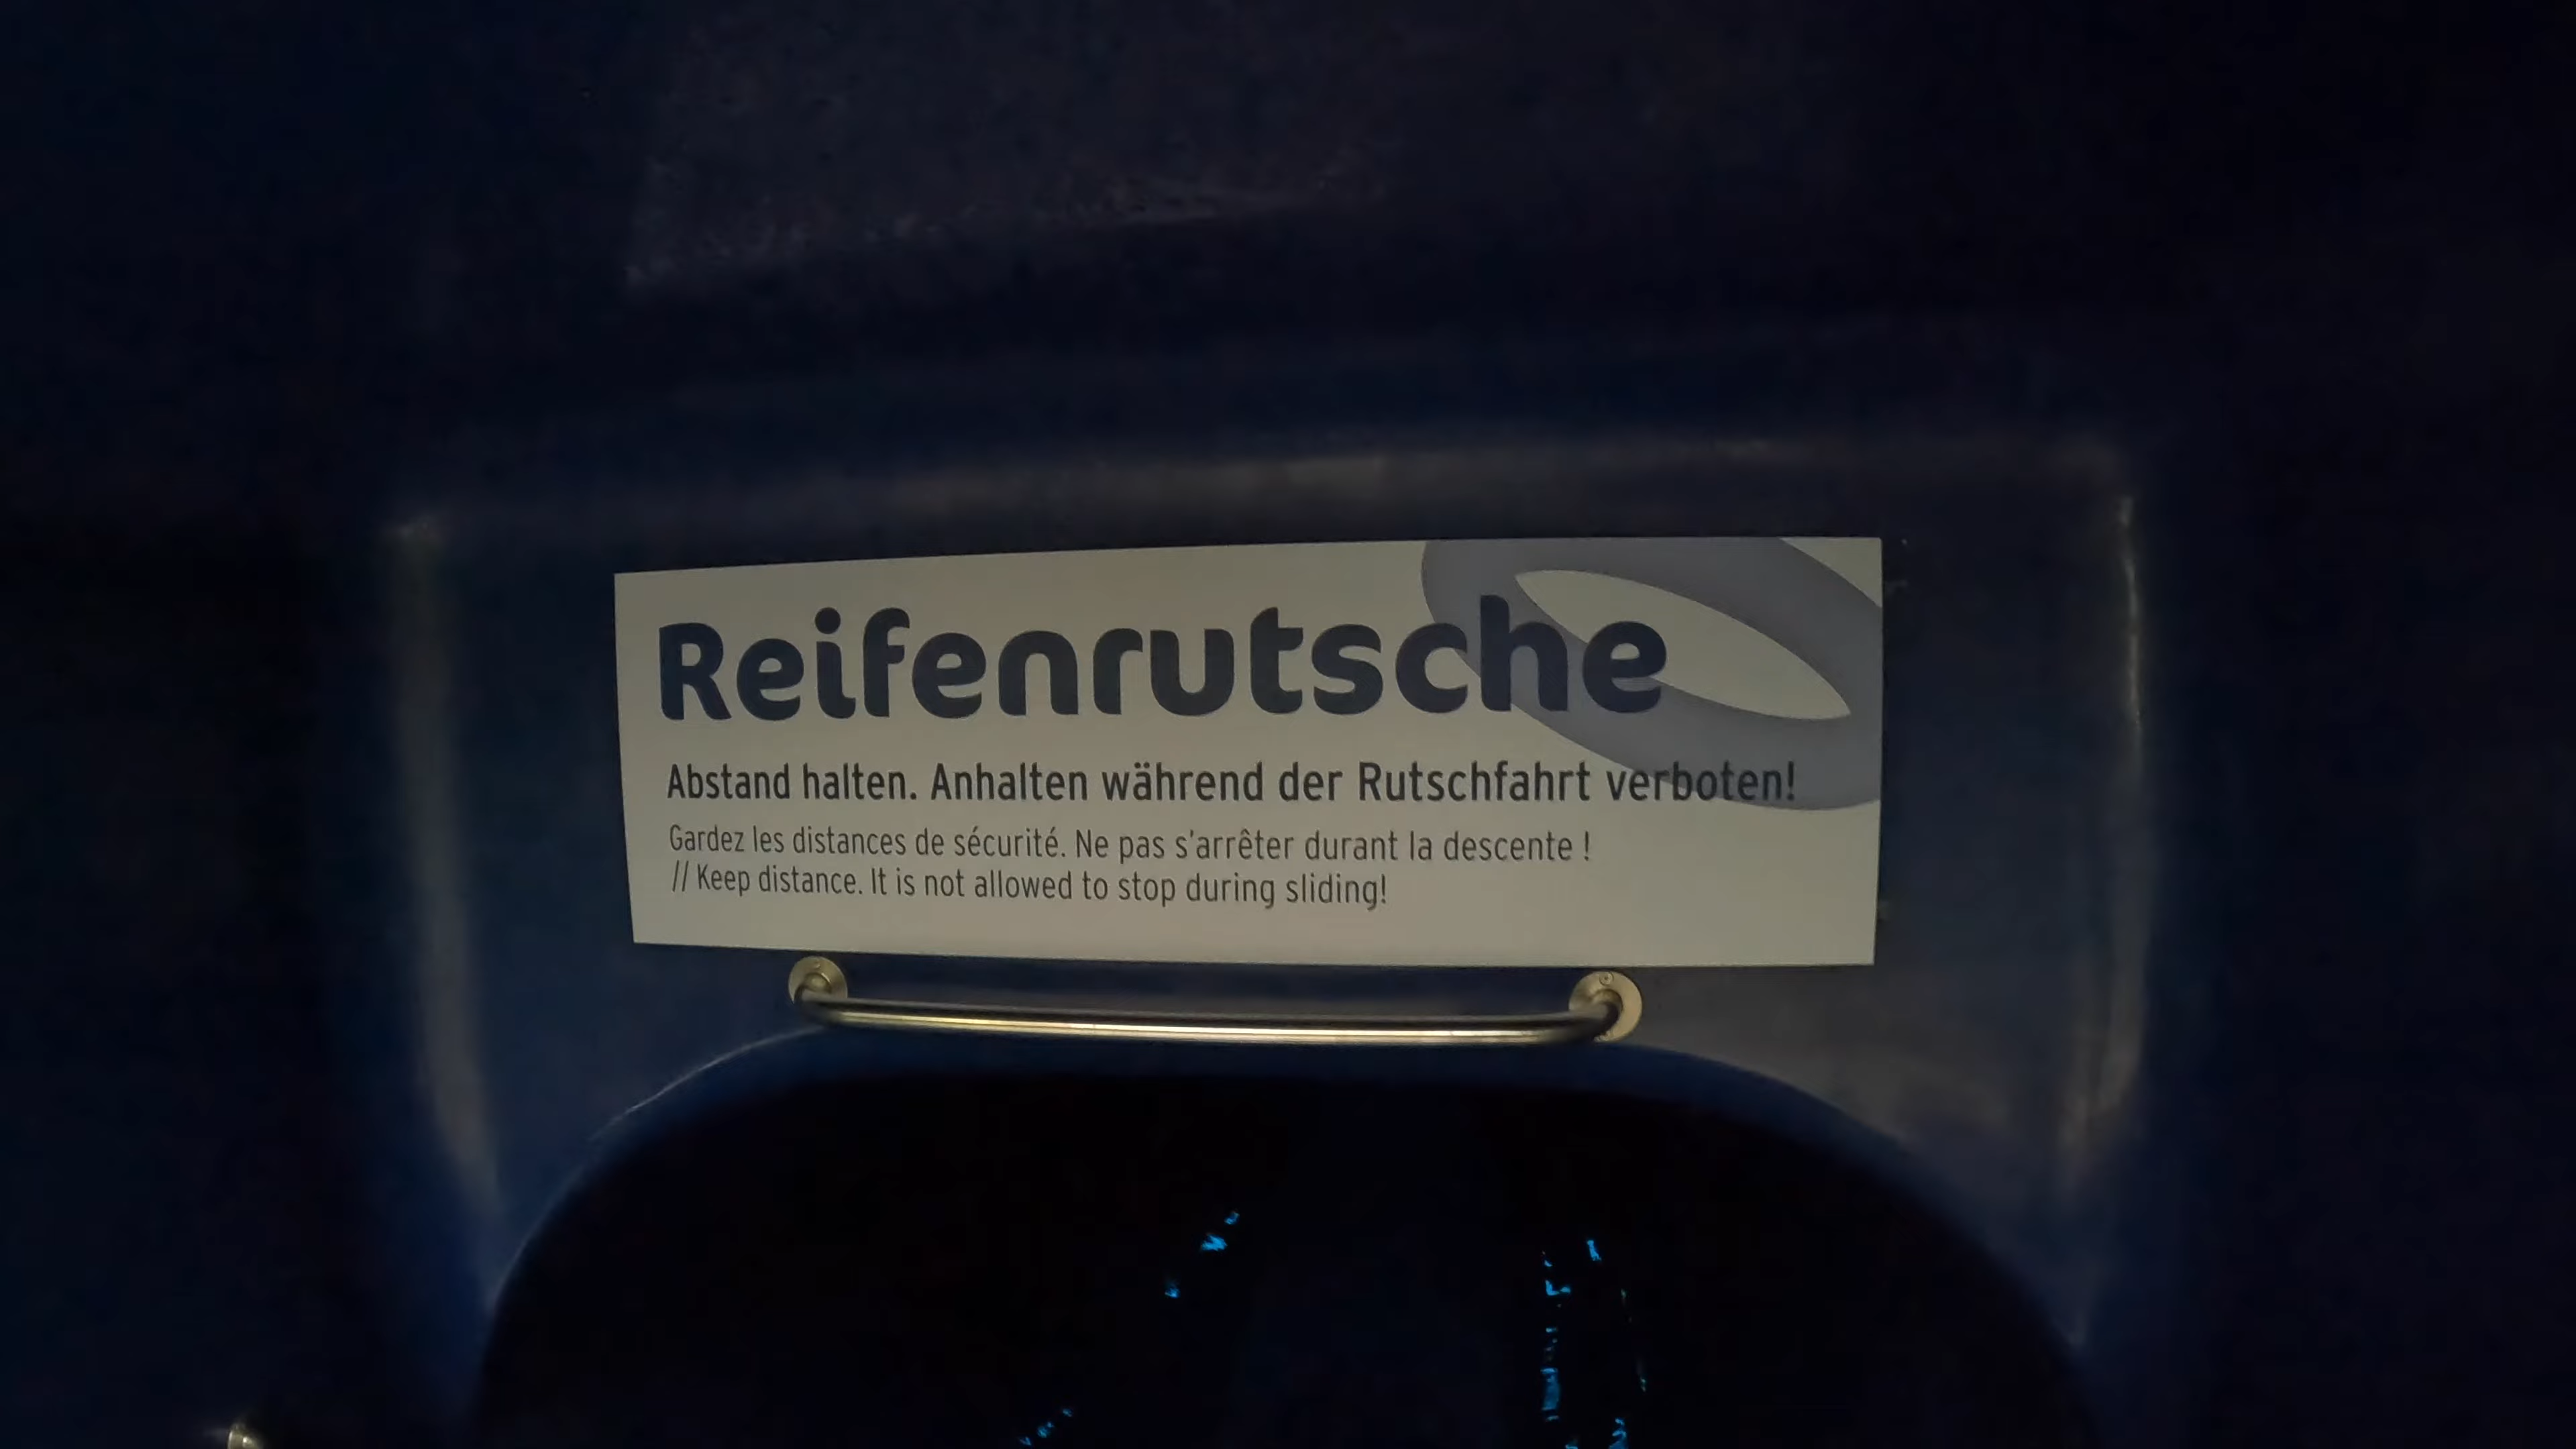 Reifenrutsche
Abstand halten. Anhalten während der Rutschfahrt verboten!
Gardez les distances de sécurité. Ne pas s'arrêter durant la descente !
// Keep distance. It is not allowed to stop during sliding!